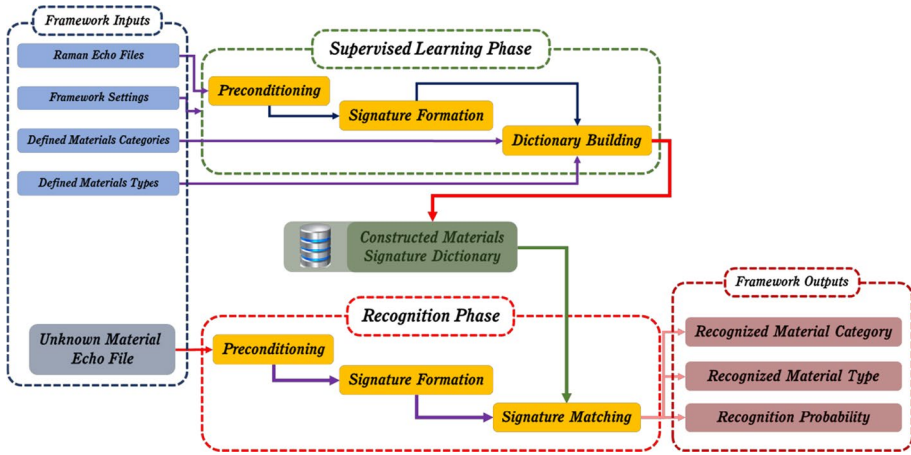 Framework Inputs
Raman Echo Files
Framework Settings
Defined Materials Categories
Defined Materials Types
Unknown Material
Echo File
Supervised Learning Phase
Preconditioning
Signature Formation
Dictionary Building
Constructed Materials
Signature Dictionary
Recognition Phase
Preconditioning
Signature Formation
Signature Matching
Framework Outputs
Recognized Material Category
Recognized Material Type
Recognition Probability